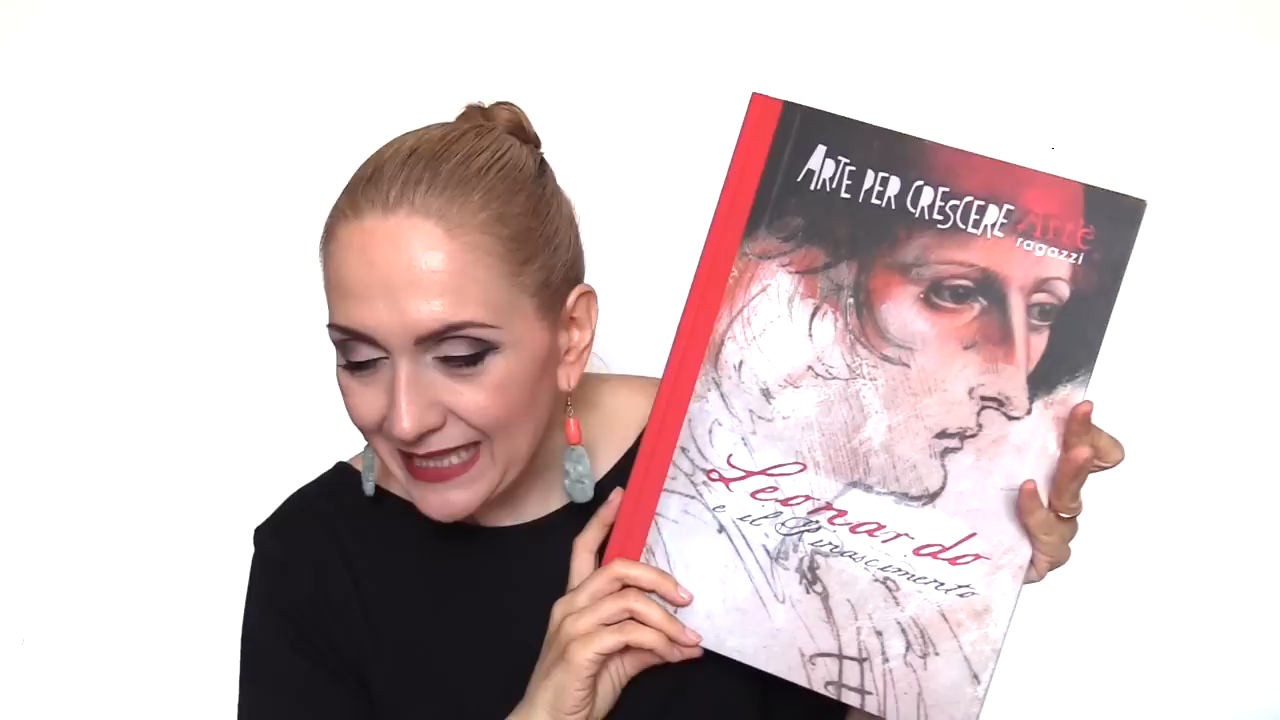 ARTE PER CRESCERE
Arte
ragazzi
Leonardo
e il Rinascimento